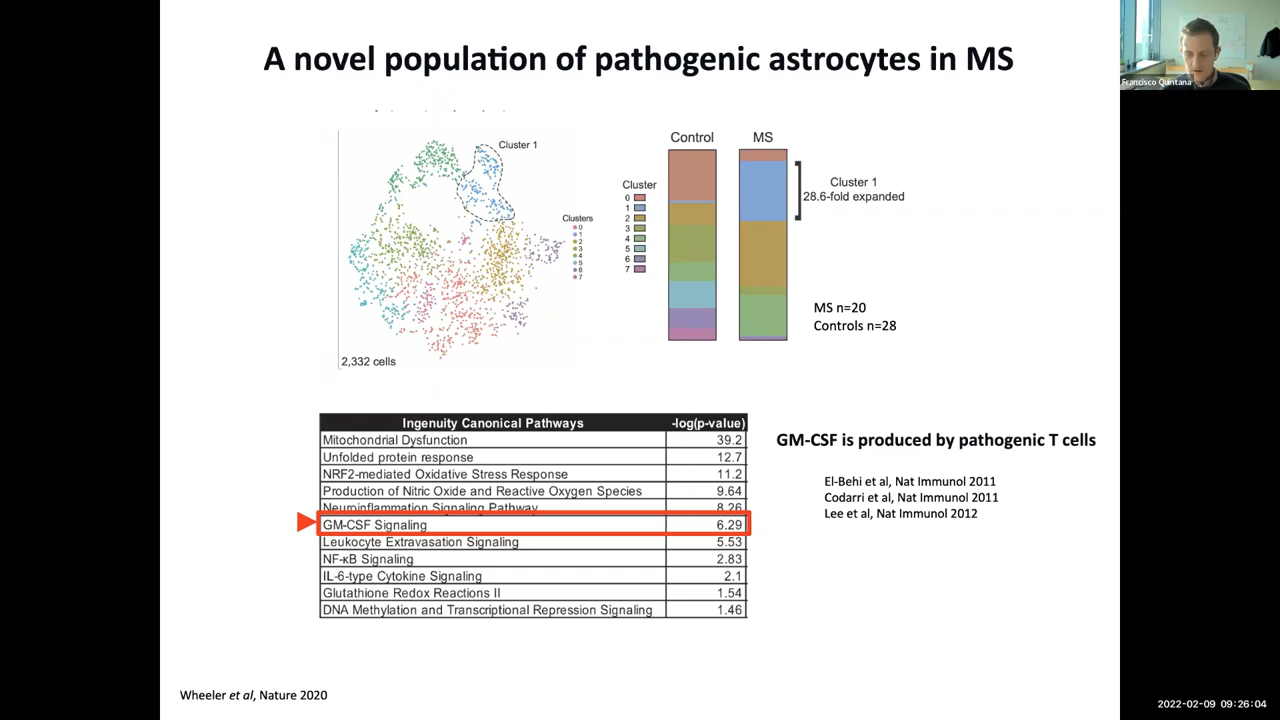 A novel population of pathogenic astrocytes in MS
Francisco Quintana
Cluster 1
Clusters
0
1
2
3
4
5
6
7
2,332 cells
Control MS
Cluster
0
1
2
3
4
5
6
7
Cluster 1
28.6-fold expanded
MS n=20
Controls n=28
Ingenuity Canonical Pathways -log(p-value)
Mitochondrial Dysfunction 39.2
Unfolded protein response 12.7
NRF2-mediated Oxidative Stress Response 11.2
Production of Nitric Oxide and Reactive Oxygen Species 9.64
Neuroinflammation Signaling Pathway 8.26
GM-CSF Signaling 6.29
Leukocyte Extravasation Signaling 5.53
NF-κB Signaling 2.83
IL-6-type Cytokine Signaling 2.1
Glutathione Redox Reactions II 1.54
DNA Methylation and Transcriptional Repression Signaling 1.46
GM-CSF is produced by pathogenic T cells
El-Behi et al, Nat Immunol 2011
Codarri et al, Nat Immunol 2011
Lee et al, Nat Immunol 2012
Wheeler et al, Nature 2020
2022-02-09 09:26:04